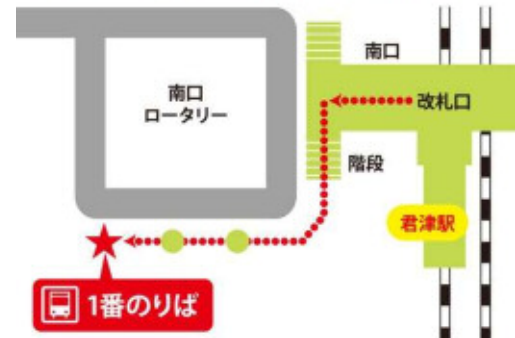 南口
改札口
南口
ロータリー
階段
君津駅
1番のりば